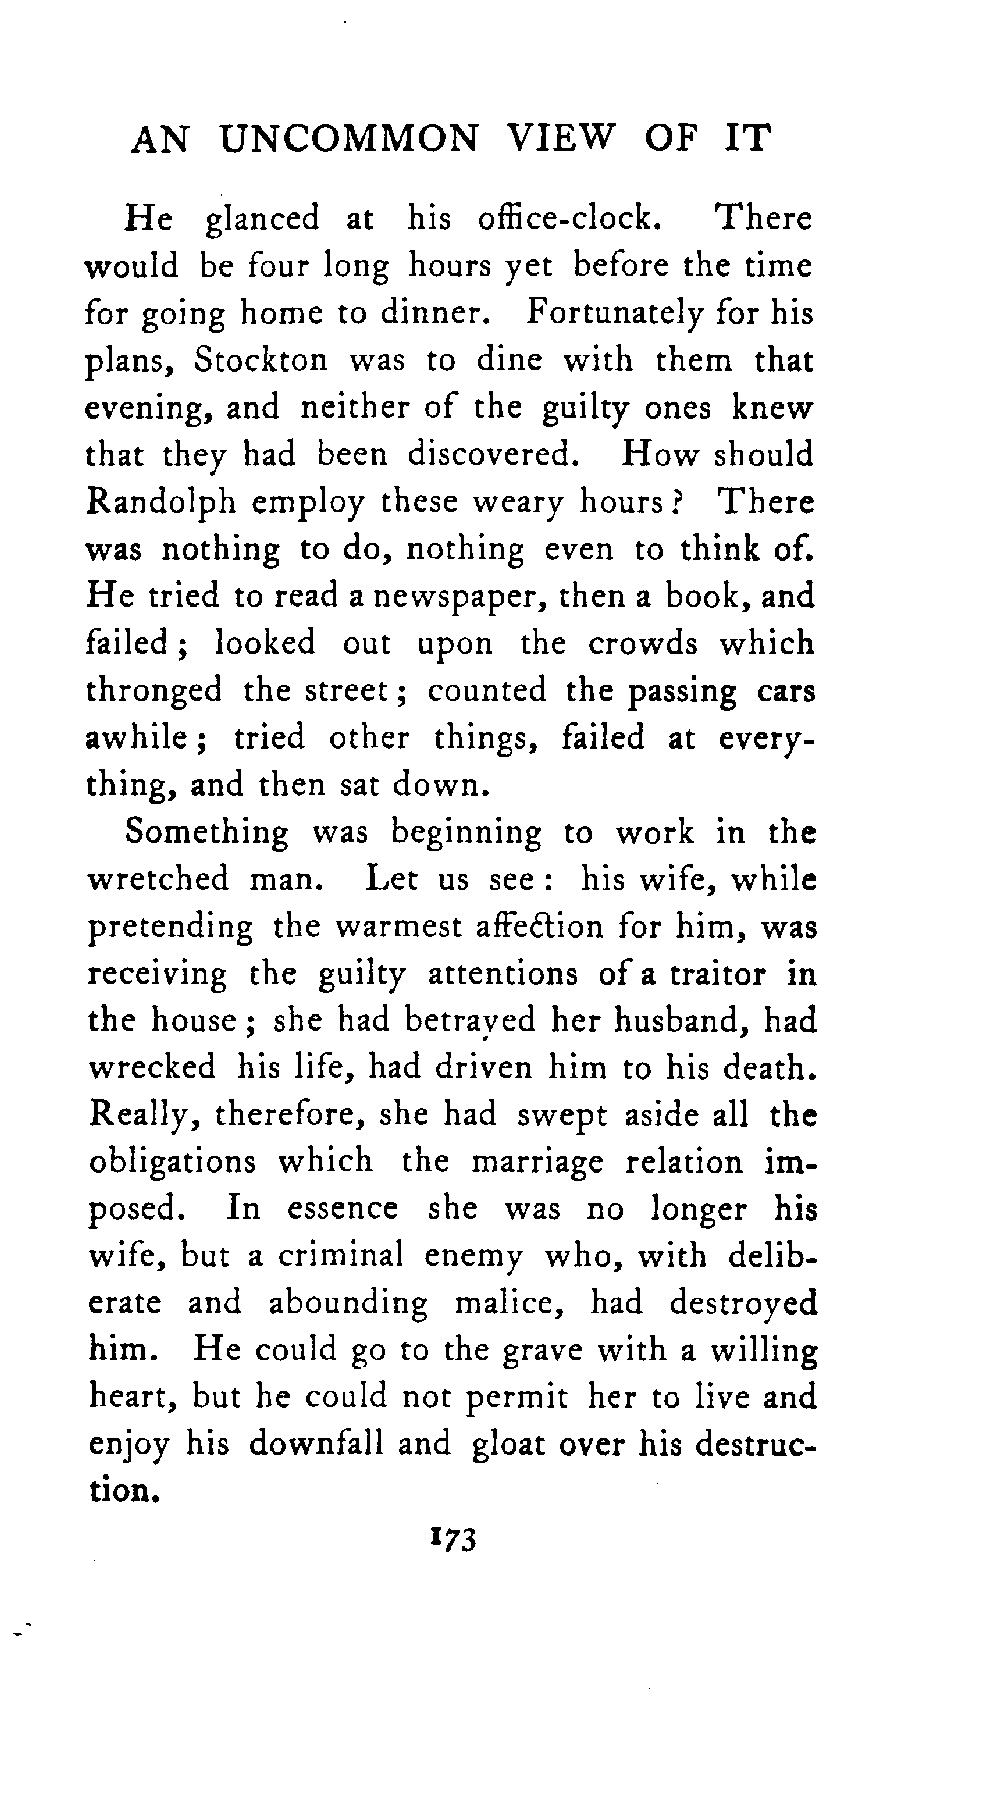 AN UNCOMMON VIEW OF IT
He glanced at his office-clock. There
would be four long hours yet before the time
for going home to dinner. Fortunately for his
plans, Stockton was to dine with them that
evening, and neither of the guilty ones knew
that they had been discovered. How should
Randolph employ these weary hours ? There
was nothing to do, nothing even to think of.
He tried to read a newspaper, then a book, and
failed ; looked out upon the crowds which
thronged the street ; counted the passing cars
awhile ; tried other things, failed at every-
thing, and then sat down.
Something was beginning to work in the
wretched man. Let us see : his wife, while
pretending the warmest affection for him, was
receiving the guilty attentions of a traitor in
the house ; she had betrayed her husband, had
wrecked his life, had driven him to his death.
Really, therefore, she had swept aside all the
obligations which the marriage relation im-
posed. In essence she was no longer his
wife, but a criminal enemy who, with delib-
erate and abounding malice, had destroyed
him. He could go to the grave with a willing
heart, but he could not permit her to live and
enjoy his downfall and gloat over his destruc-
tion.
173